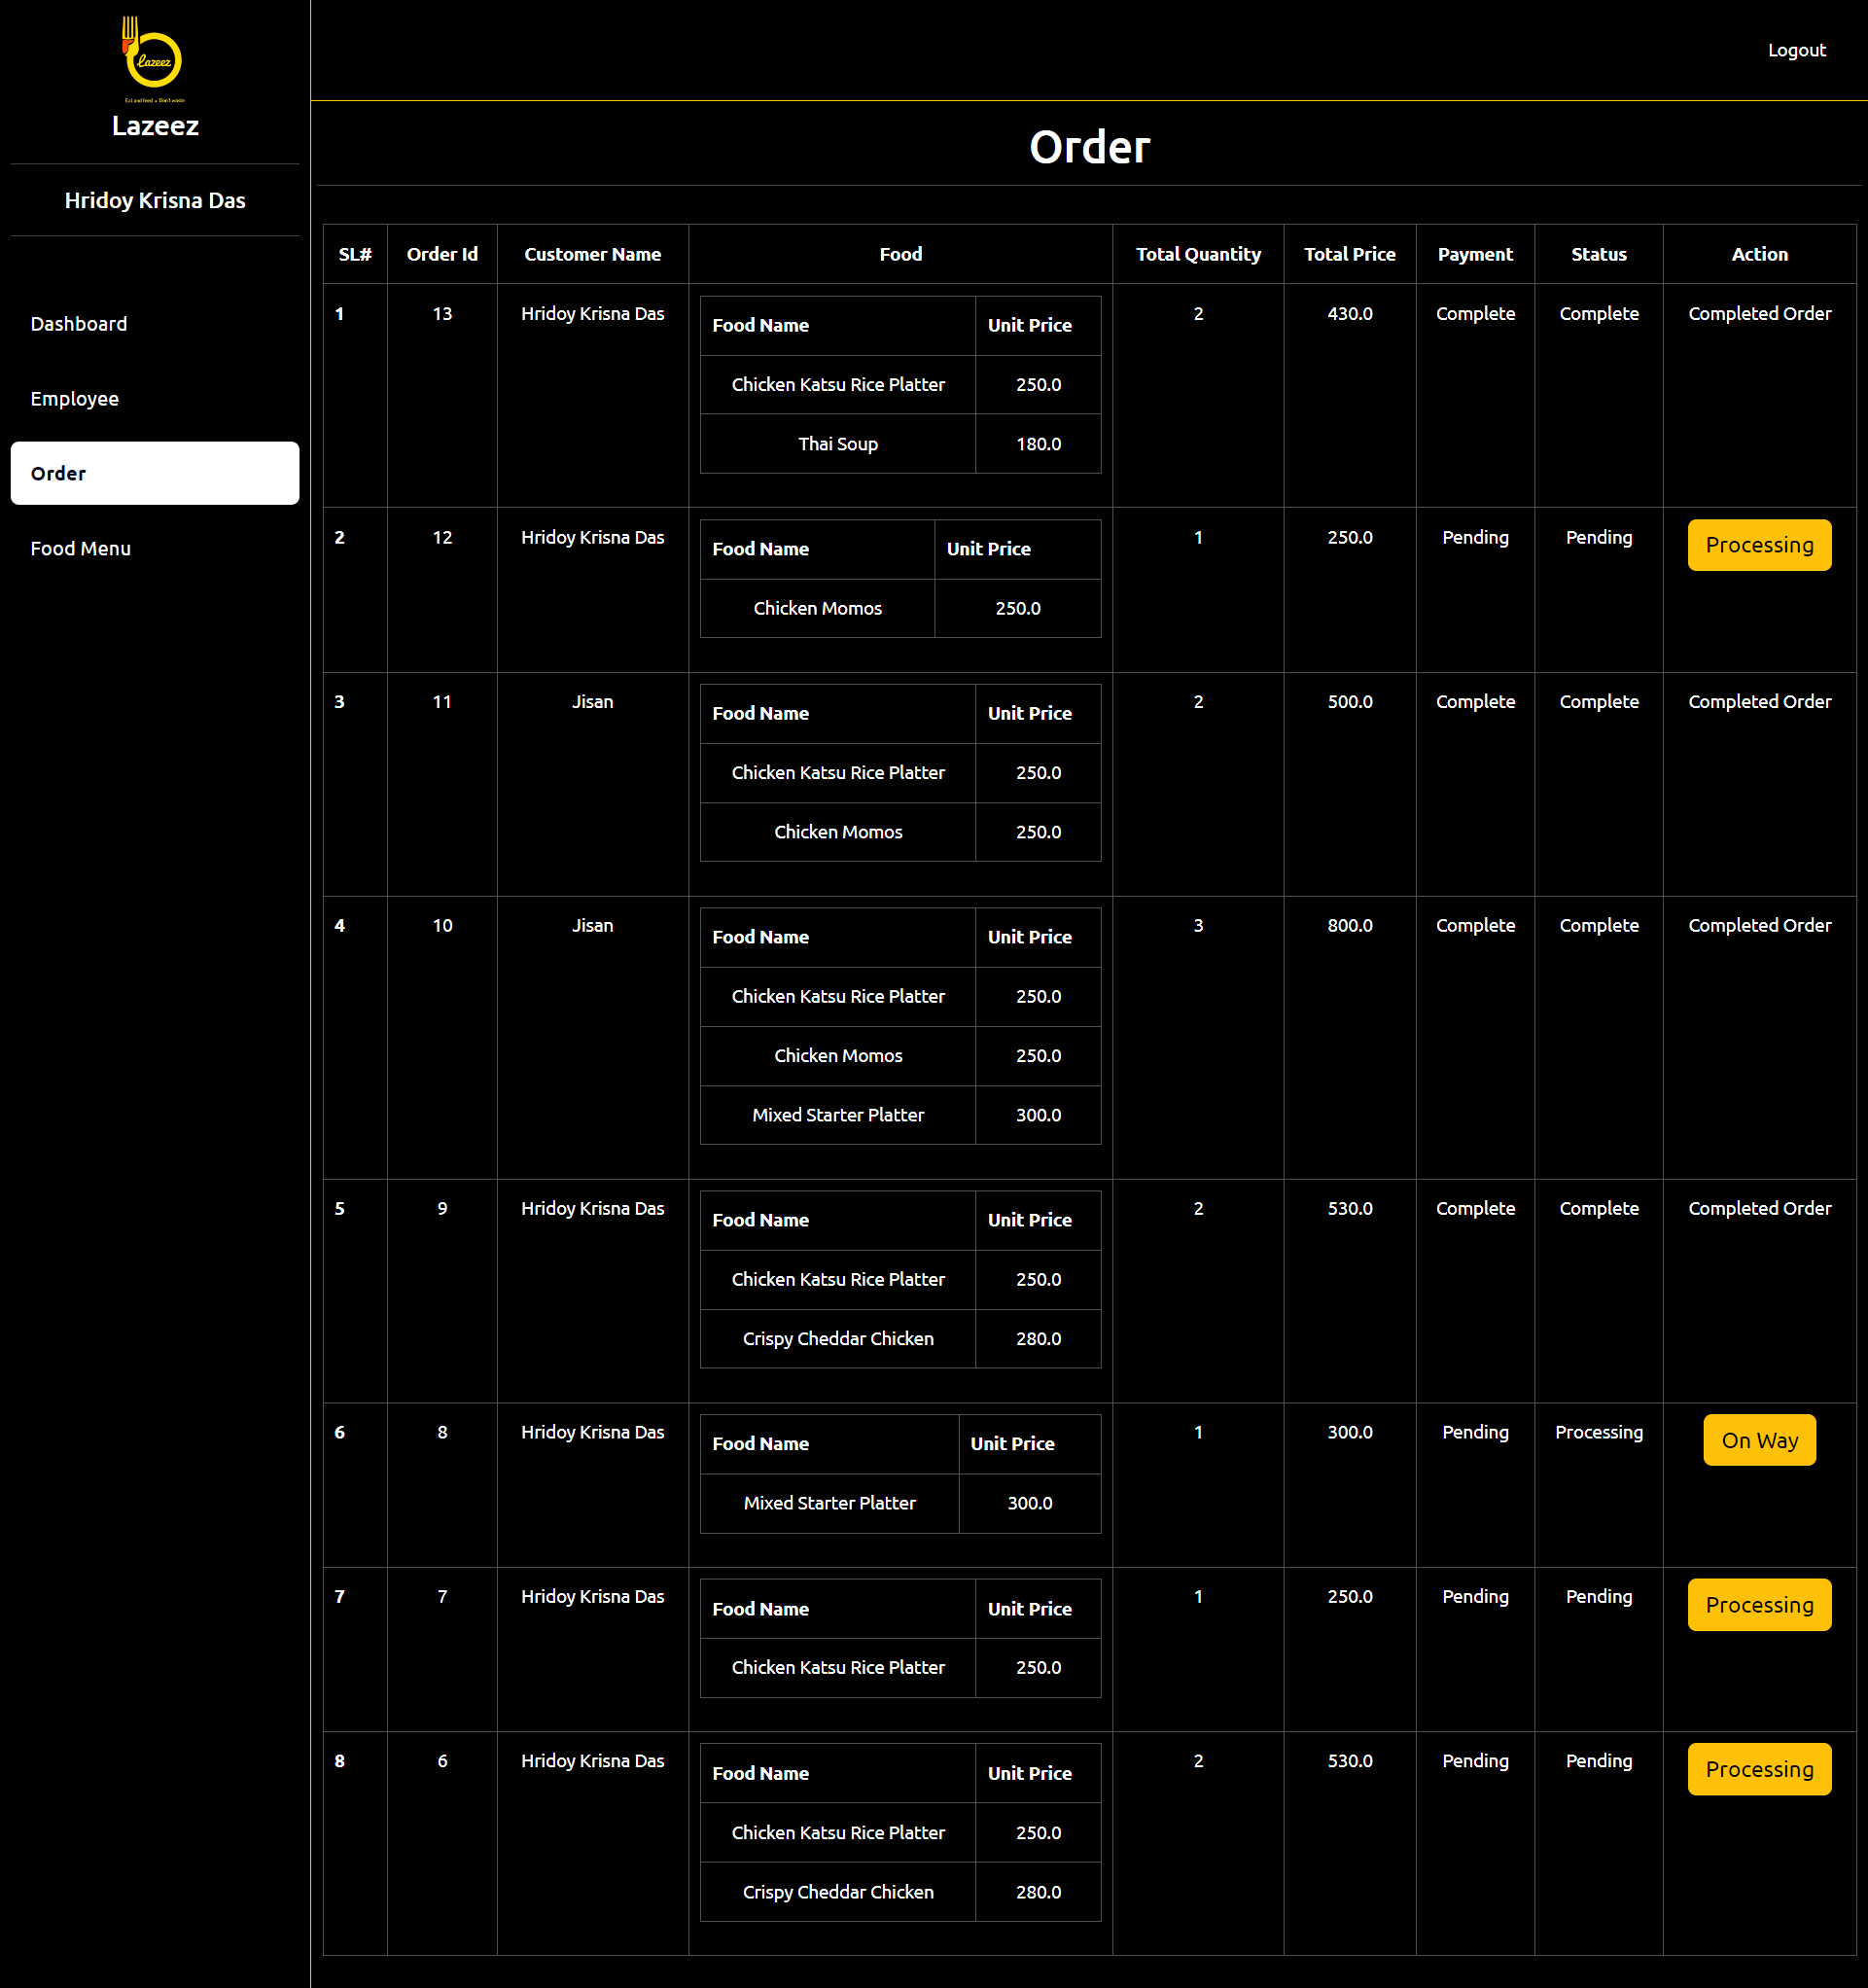 Lazeez
Eat and feed • Don't waste
Lazeez
Hridoy Krisna Das
Dashboard
Employee
Order
Food Menu
Logout
Order
SL# Order Id Customer Name Food Total Quantity Total Price Payment Status Action
1 13 Hridoy Krisna Das 2 430.0 Complete Complete Completed Order
Food Name Unit Price
Chicken Katsu Rice Platter 250.0
Thai Soup 180.0
2 12 Hridoy Krisna Das 1 250.0 Pending Pending Processing
Food Name Unit Price
Chicken Momos 250.0
3 11 Jisan 2 500.0 Complete Complete Completed Order
Food Name Unit Price
Chicken Katsu Rice Platter 250.0
Chicken Momos 250.0
4 10 Jisan 3 800.0 Complete Complete Completed Order
Food Name Unit Price
Chicken Katsu Rice Platter 250.0
Chicken Momos 250.0
Mixed Starter Platter 300.0
5 9 Hridoy Krisna Das 2 530.0 Complete Complete Completed Order
Food Name Unit Price
Chicken Katsu Rice Platter 250.0
Crispy Cheddar Chicken 280.0
6 8 Hridoy Krisna Das 1 300.0 Pending Processing On Way
Food Name Unit Price
Mixed Starter Platter 300.0
7 7 Hridoy Krisna Das 1 250.0 Pending Pending Processing
Food Name Unit Price
Chicken Katsu Rice Platter 250.0
8 6 Hridoy Krisna Das 2 530.0 Pending Pending Processing
Food Name Unit Price
Chicken Katsu Rice Platter 250.0
Crispy Cheddar Chicken 280.0